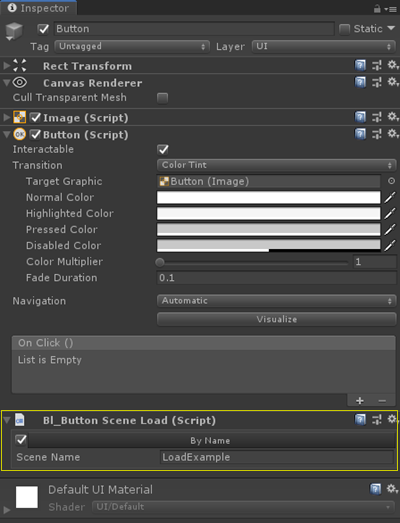 Inspector
Button Static
Tag Untagged Layer UI
Rect Transform
Canvas Renderer
Cull Transparent Mesh
Image (Script)
OK Button (Script)
Interactable
Transition Color Tint
Target Graphic Button (Image)
Normal Color
Highlighted Color
Pressed Color
Disabled Color
Color Multiplier 1
Fade Duration 0.1
Navigation Automatic
Visualize
On Click ()
List is Empty
+ −
Bl_Button Scene Load (Script)
By Name
Scene Name LoadExample
Default UI Material
Shader UI/Default